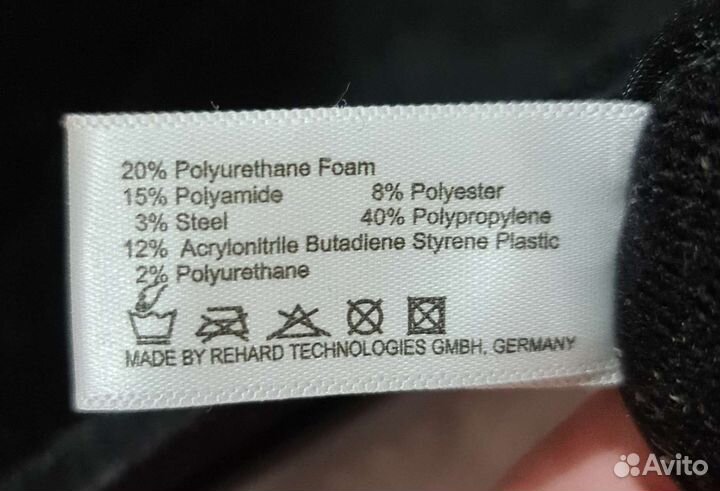 20% Polyurethane Foam
15% Polyamide 8% Polyester
3% Steel 40% Polypropylene
12% Acrylonitrile Butadiene Styrene Plastic
2% Polyurethane
MADE BY REHARD TECHNOLOGIES GMBH, GERMANY
Avito